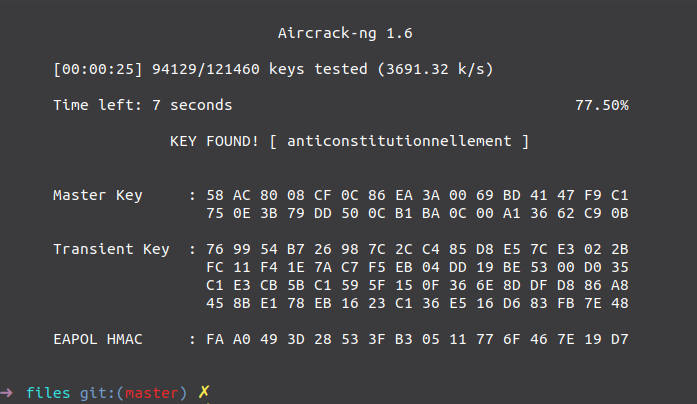 Aircrack-ng 1.6
[00:00:25] 94129/121460 keys tested (3691.32 k/s)
Time left: 7 seconds 77.50%
KEY FOUND! [ anticonstitutionnellement ]
Master Key : 58 AC 80 08 CF 0C 86 EA 3A 00 69 BD 41 47 F9 C1
75 0E 3B 79 DD 50 0C B1 BA 0C 00 A1 36 62 C9 0B
Transient Key : 76 99 54 B7 26 98 7C 2C C4 85 D8 E5 7C E3 02 2B
FC 11 F4 1E 7A C7 F5 EB 04 DD 19 BE 53 00 D0 35
C1 E3 CB 5B C1 59 5F 15 0F 36 6E 8D DF D8 86 A8
45 8B E1 78 EB 16 23 C1 36 E5 16 D6 83 FB 7E 48
EAPOL HMAC : FA A0 49 3D 28 53 3F B3 05 11 77 6F 46 7E 19 D7
➜ files git:(master) ✗